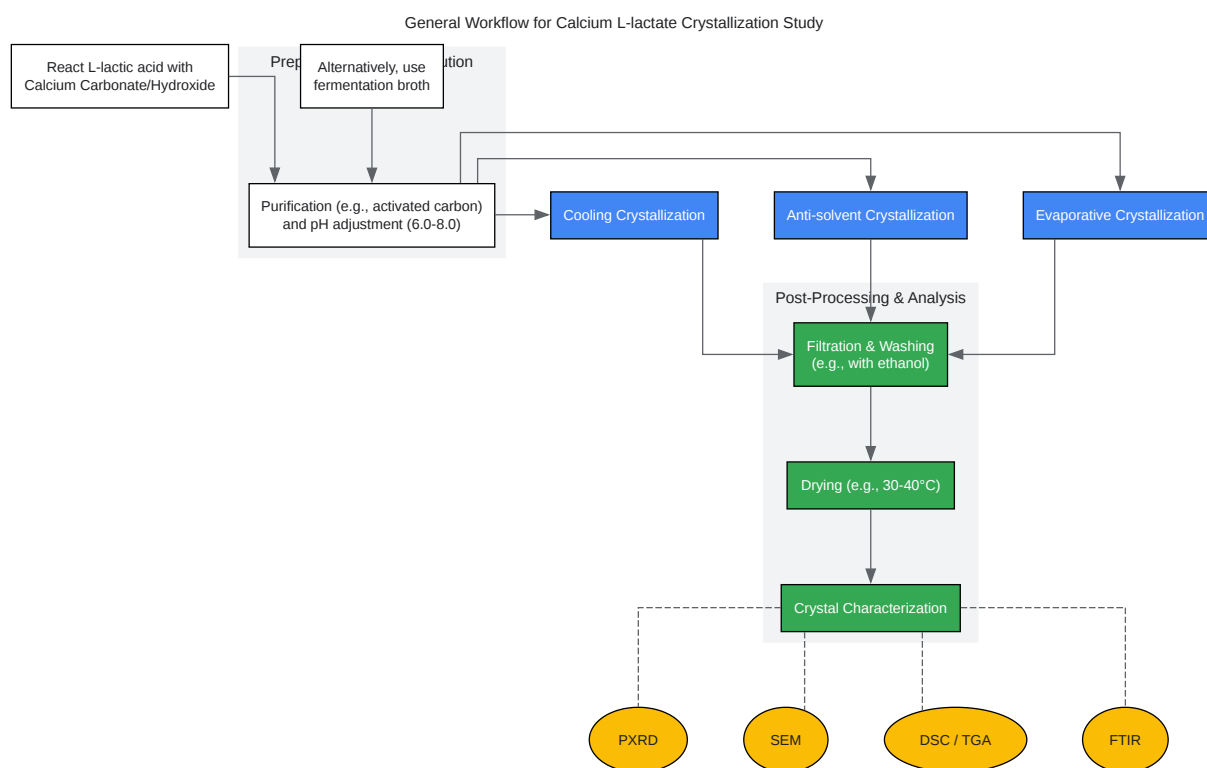 General Workflow for Calcium L-lactate Crystallization Study
React L-lactic acid with
Calcium Carbonate/Hydroxide
Alternatively, use
fermentation broth
Purification (e.g., activated carbon)
and pH adjustment (6.0-8.0)
Cooling Crystallization
Anti-solvent Crystallization
Evaporative Crystallization
Post-Processing & Analysis
Filtration & Washing
(e.g., with ethanol)
Drying (e.g., 30-40°C)
Crystal Characterization
PXRD
SEM
DSC / TGA
FTIR